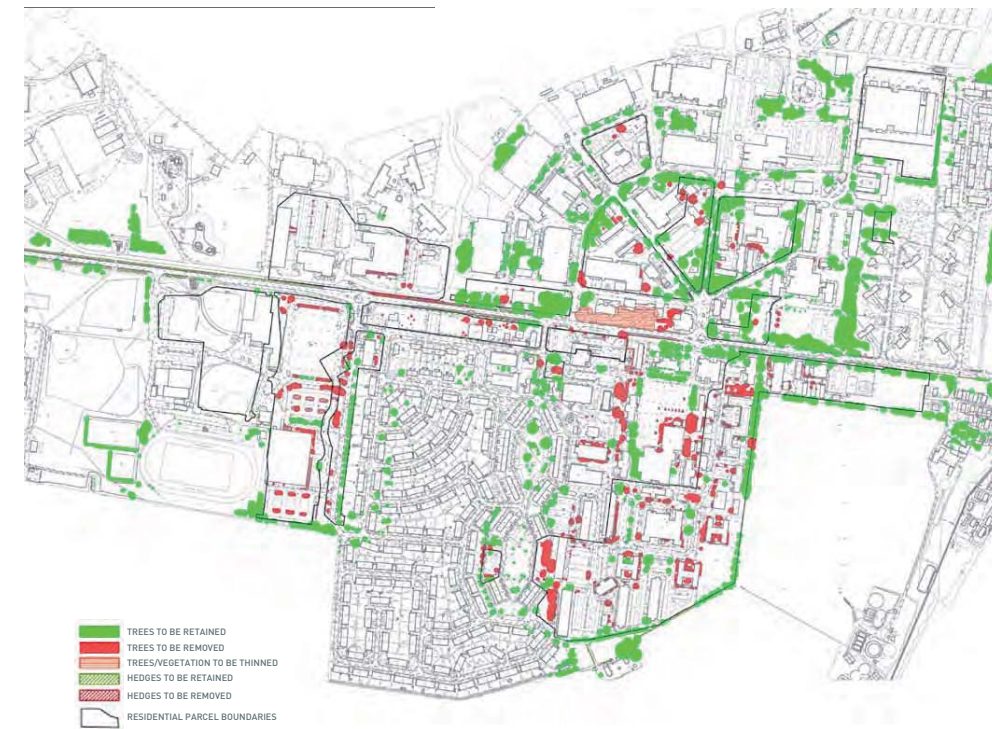 TREES TO BE RETAINED
TREES TO BE REMOVED
TREES/VEGETATION TO BE THINNED
HEDGES TO BE RETAINED
HEDGES TO BE REMOVED
RESIDENTIAL PARCEL BOUNDARIES